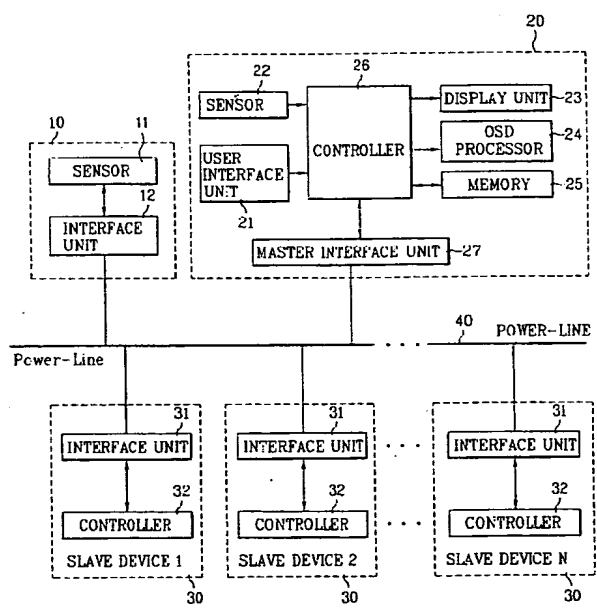 20
22
26
SENSOR
DISPLAY UNIT
23
10
11
24
SENSOR
USER
INTERFACE
UNIT
CONTROLLER
OSD
PROCESSOR
12
MEMORY
25
INTERFACE
UNIT
21
MASTER INTERFACE UNIT
27
40
POWER-LINE
Power-Line
31
31
31
INTERFACE UNIT
INTERFACE UNIT
INTERFACE UNIT
32
32
32
CONTROLLER
CONTROLLER
CONTROLLER
SLAVE DEVICE 1
SLAVE DEVICE 2
SLAVE DEVICE N
30
30
30